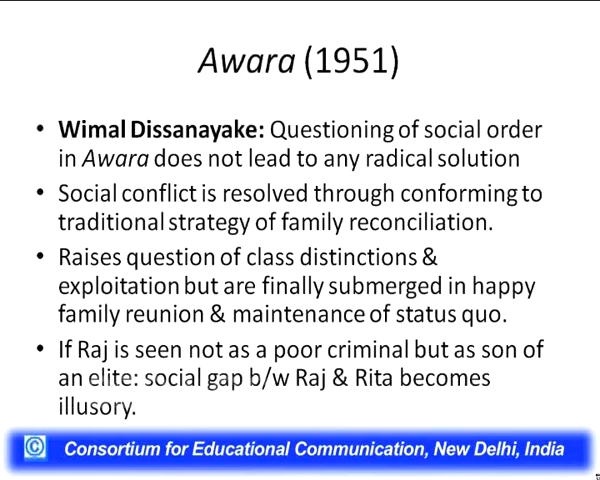 Awara (1951)
• Wimal Dissanayake: Questioning of social order
in Awara does not lead to any radical solution
• Social conflict is resolved through conforming to
traditional strategy of family reconciliation.
• Raises question of class distinctions &
exploitation but are finally submerged in happy
family reunion & maintenance of status quo.
• If Raj is seen not as a poor criminal but as son of
an elite: social gap b/w Raj & Rita becomes
illusory.
© Consortium for Educational Communication, New Delhi, India